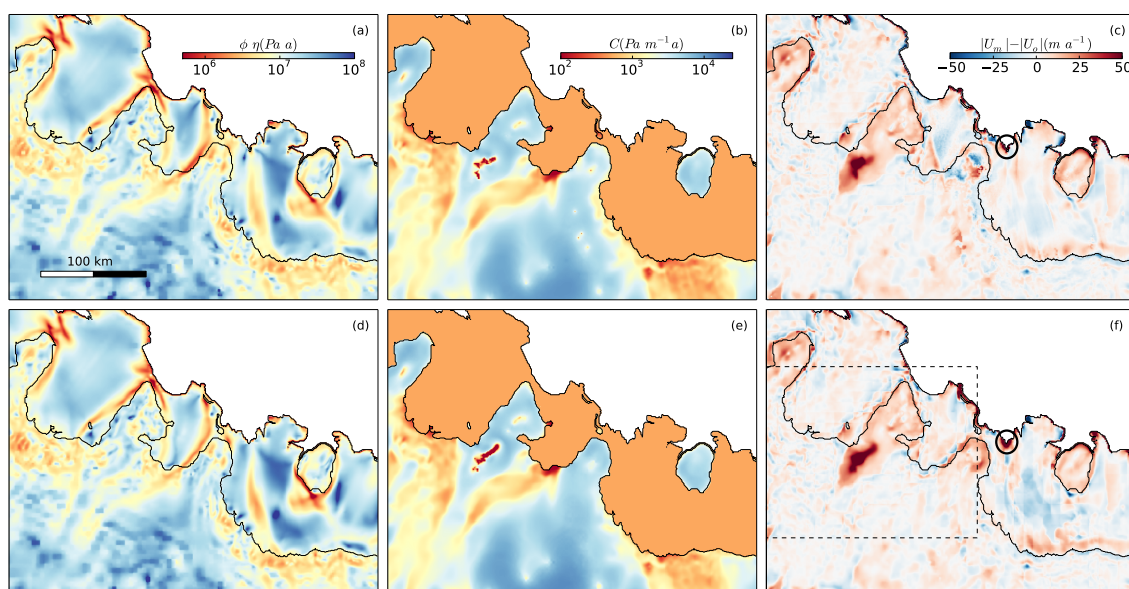 (a)
ϕ η(Pa a)
10^6 10^7 10^8
100 km
(b)
C(Pa m^−1 a)
10^2 10^3 10^4
(c)
|U_m|−|U_o|(m a^−1)
−50 −25 0 25 50
(d)
(e)
(f)